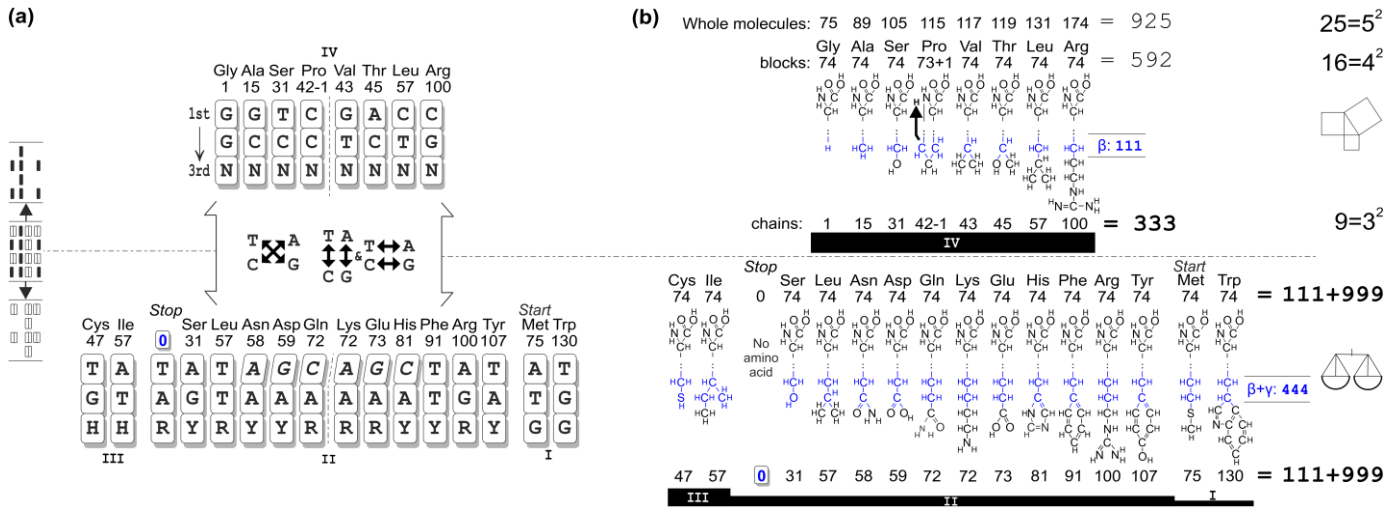 (a)
IV
Gly Ala Ser Pro Val Thr Leu Arg
1 15 31 42-1 43 45 57 100
1st G G T C G A C C
G C C C T C T G
3rd N N N N N N N N
T A
C G
T A
C G
&
T A
C G
Stop
Start
Cys Ile Ser Leu Asn Asp Gln Lys Glu His Phe Arg Tyr Met Trp
47 57 0 31 57 58 59 72 72 73 81 91 100 107 75 130
T A T A T A G C A G C T A T A T
G T A G T A A A A A A T G A T G
H H R Y R Y Y R R R Y Y R Y G G
III II I
(b)
Whole molecules: 75 89 105 115 117 119 131 174 = 925
25=5²
Gly Ala Ser Pro Val Thr Leu Arg
blocks: 74 74 74 73+1 74 74 74 74 = 592
16=4²
β: 111
chains: 1 15 31 42-1 43 45 57 100 = 333
9=3²
IV
Stop
Start
Cys Ile Ser Leu Asn Asp Gln Lys Glu His Phe Arg Tyr Met Trp
74 74 0 74 74 74 74 74 74 74 74 74 74 74 74 74 = 111+999
No
amino
acid
β+γ: 444
47 57 0 31 57 58 59 72 72 73 81 91 100 107 75 130 = 111+999
III II I